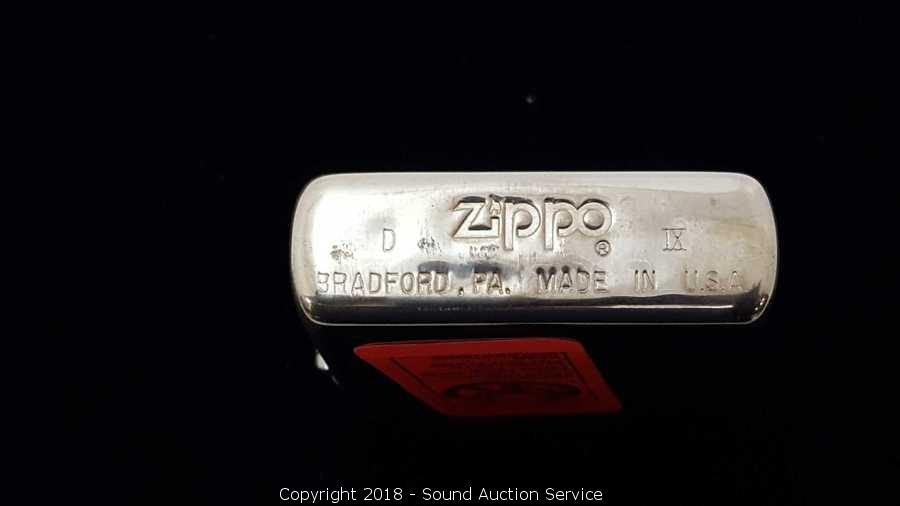 D zippo ® IX
BRADFORD, PA. MADE IN U.S.A
Copyright 2018 - Sound Auction Service